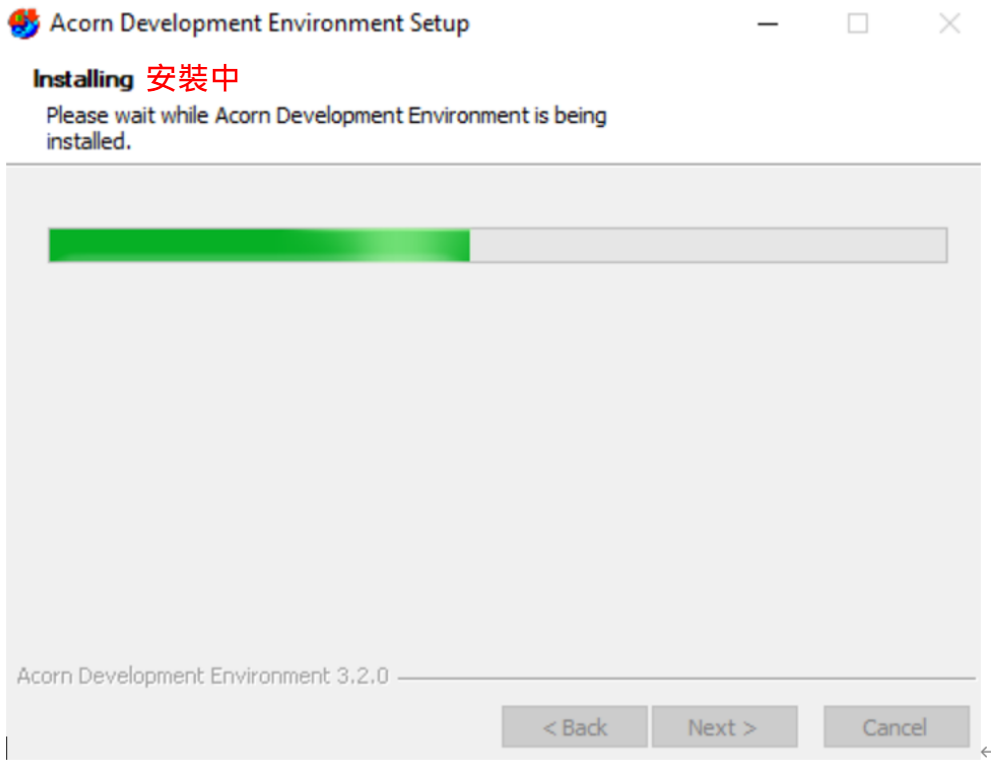 Acorn Development Environment Setup
Installing 安裝中
Please wait while Acorn Development Environment is being
installed.
Acorn Development Environment 3.2.0
< Back Next > Cancel